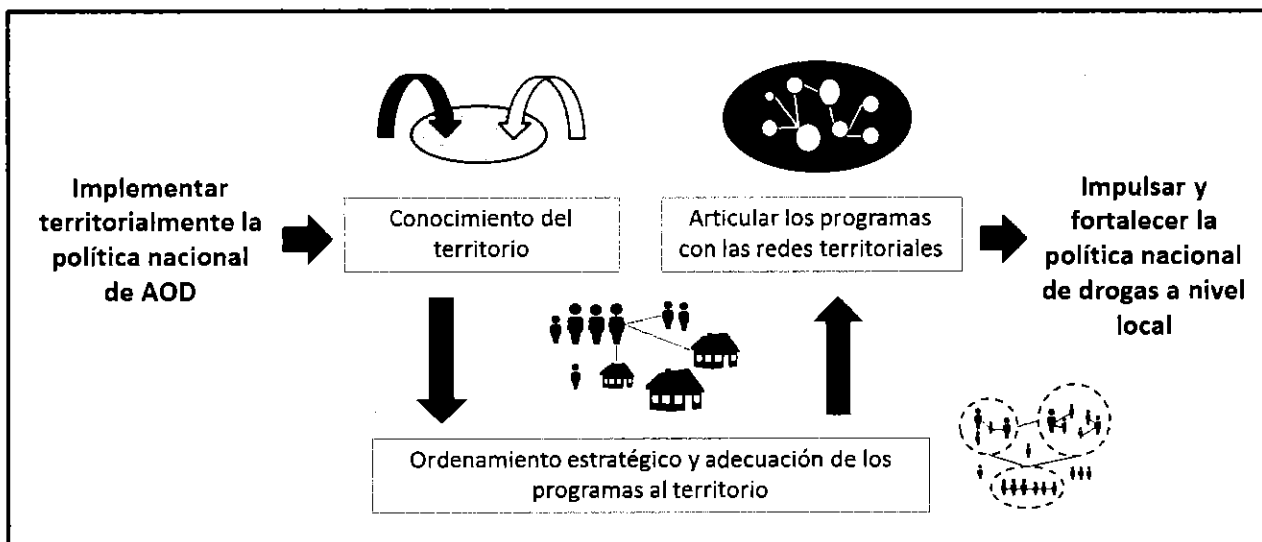 Implementar
territorialmente la
política nacional
de AOD
Conocimiento del
territorio
Articular los programas
con las redes territoriales
Impulsar y
fortalecer la
política nacional
de drogas a nivel
local
Ordenamiento estratégico y adecuación de los
programas al territorio